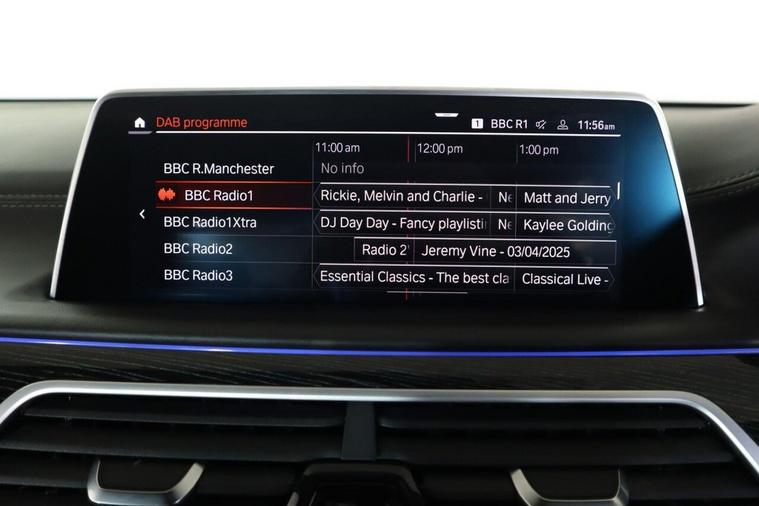 DAB programme 1 BBC R1 11:56am
11:00 am 12:00 pm 1:00 pm
BBC R.Manchester No info
BBC Radio1 Rickie, Melvin and Charlie - Ne Matt and Jerry
BBC Radio1Xtra DJ Day Day - Fancy playlisti Ne Kaylee Golding
BBC Radio2 Radio 2' Jeremy Vine - 03/04/2025
BBC Radio3 Essential Classics - The best cla Classical Live -